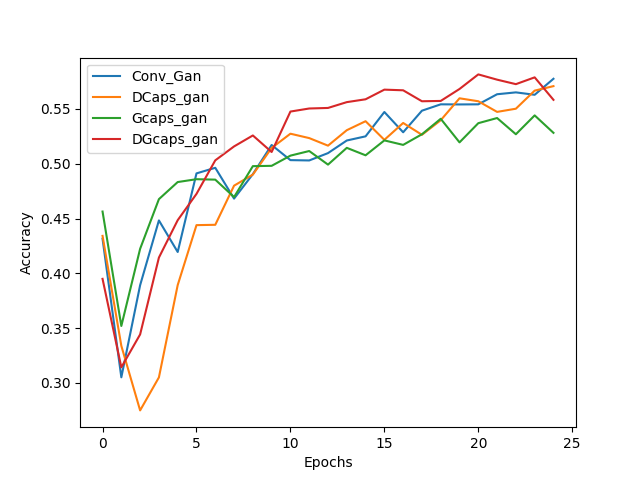 Conv_Gan
DCaps_gan
Gcaps_gan
DGcaps_gan
Accuracy
0.55
0.50
0.45
0.40
0.35
0.30
0 5 10 15 20 25
Epochs